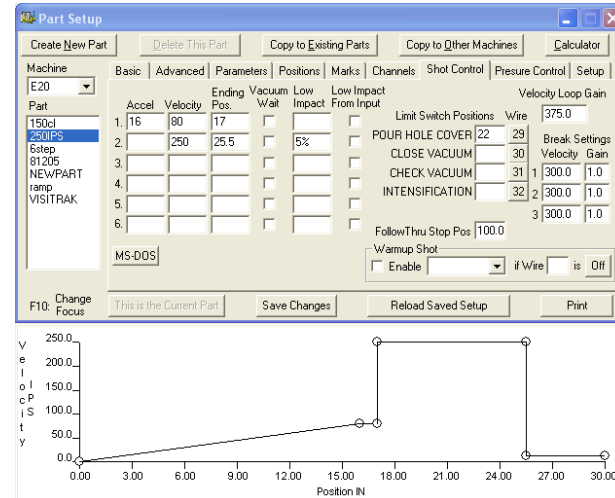 Part Setup
Create New Part
Delete This Part
Copy to Existing Parts
Copy to Other Machines
Calculator
Machine
E20
Part
150cl
250IPS
6step
81205
NEWPART
ramp
VISITRAK
F10: Change Focus
Basic Advanced Parameters Positions Marks Channels Shot Control Presure Control Setup
Accel Velocity Ending Pos. Vacuum Wait Low Impact Low Impact From Input
1. 16 80 17
2. 250 25.5 5%
3.
4.
5.
6.
MS-DOS
Limit Switch Positions Wire
POUR HOLE COVER 22 29
CLOSE VACUUM 30
CHECK VACUUM 31
INTENSIFICATION 32
FollowThru Stop Pos 100.0
Velocity Loop Gain
375.0
Break Settings
Velocity Gain
1 300.0 1.0
2 300.0 1.0
3 300.0 1.0
Warmup Shot
Enable if Wire is Off
This is the Current Part
Save Changes
Reload Saved Setup
Print
Velocity IPS
250.0
200.0
150.0
100.0
50.0
0.0
0.00 3.00 6.00 9.00 12.00 15.00 18.00 21.00 24.00 27.00 30.00
Position IN